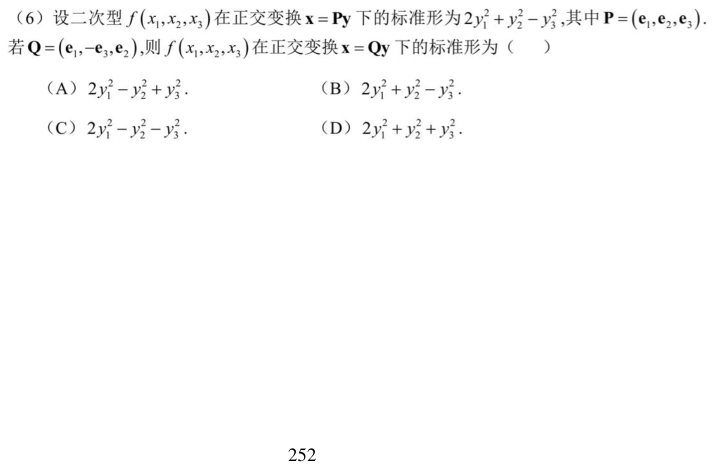 （6）设二次型 f(x₁,x₂,x₃) 在正交变换 x = Py 下的标准形为 2y₁² + y₂² − y₃² ,其中 P = (e₁,e₂,e₃) .
若 Q = (e₁,−e₃,e₂) ,则 f(x₁,x₂,x₃) 在正交变换 x = Qy 下的标准形为（　　）
（A）2y₁² − y₂² + y₃² .　（B）2y₁² + y₂² − y₃² .
（C）2y₁² − y₂² − y₃² .　（D）2y₁² + y₂² + y₃² .
252